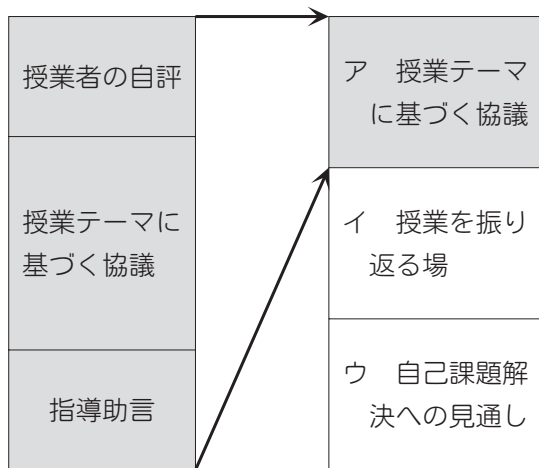 授業者の自評
授業テーマに
基づく協議
指導助言
ア　授業テーマ
に基づく協議
イ　授業を振り
返る場
ウ　自己課題解
決への見通し